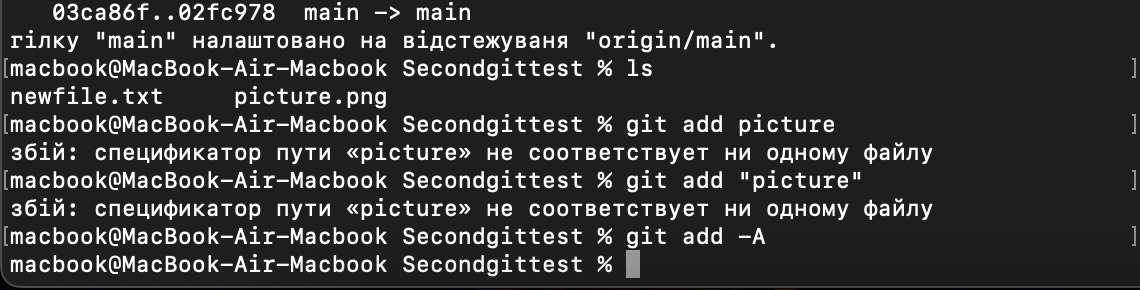 03ca86f..02fc978  main -> main
гілку "main" налаштовано на відстежуваня "origin/main".
[macbook@MacBook-Air-Macbook Secondgittest % ls ]
newfile.txt     picture.png
[macbook@MacBook-Air-Macbook Secondgittest % git add picture ]
збій: спецификатор пути «picture» не соответствует ни одному файлу
[macbook@MacBook-Air-Macbook Secondgittest % git add "picture" ]
збій: спецификатор пути «picture» не соответствует ни одному файлу
[macbook@MacBook-Air-Macbook Secondgittest % git add -A ]
macbook@MacBook-Air-Macbook Secondgittest %